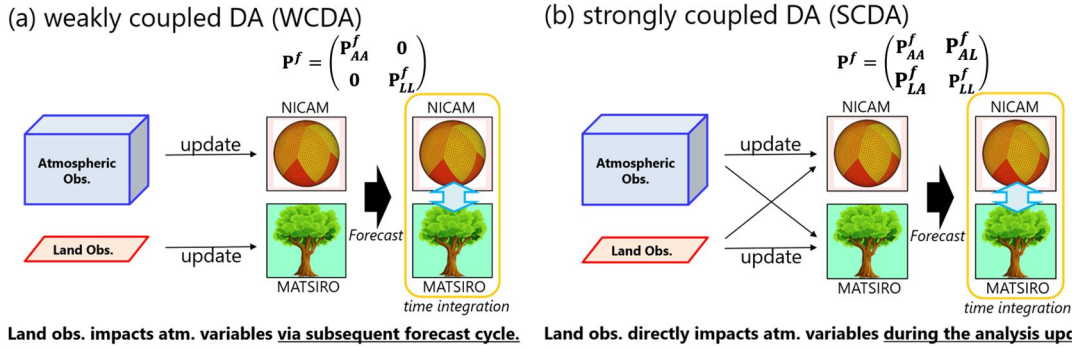 (a) weakly coupled DA (WCDA)
P^f = (P^f_AA 0
0 P^f_LL)
NICAM
NICAM
Atmospheric
Obs.
update
Forecast
Land Obs.
update
MATSIRO
MATSIRO
time integration
Land obs. impacts atm. variables via subsequent forecast cycle.
(b) strongly coupled DA (SCDA)
P^f = (P^f_AA P^f_AL
P^f_LA P^f_LL)
NICAM
NICAM
Atmospheric
Obs.
update
Forecast
Land Obs.
update
MATSIRO
MATSIRO
time integration
Land obs. directly impacts atm. variables during the analysis upd